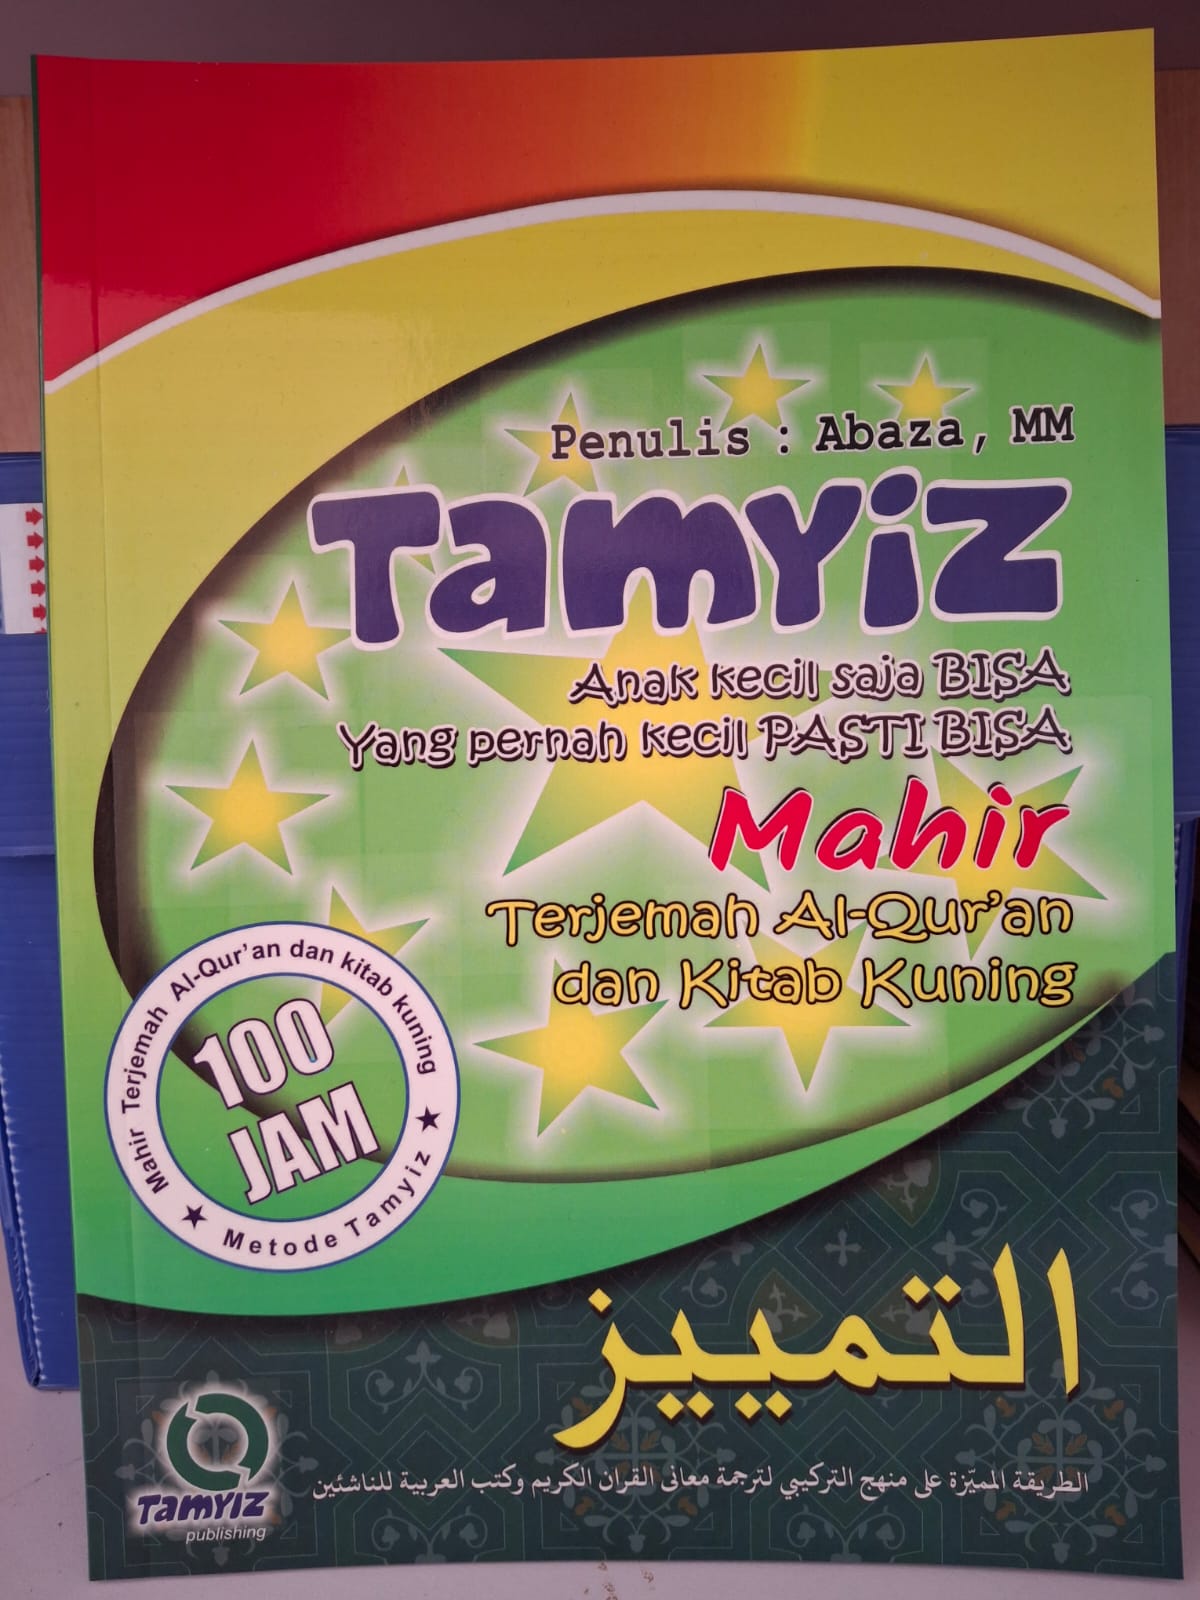 Penulis : Abaza, MM
Tamyiz
Anak kecil saja BISA
Yang pernah kecil PASTI BISA
Mahir
Terjemah Al-Qur'an
dan Kitab Kuning
Mahir Terjemah Al-Qur'an dan kitab kuning
100
JAM
★ Metode Tamyiz ★
التمييز
الطريقة المميّزة على منهج التركيبي لترجمة معانى القران الكريم وكتب العربية للناشئين
TAMYIZ
publishing